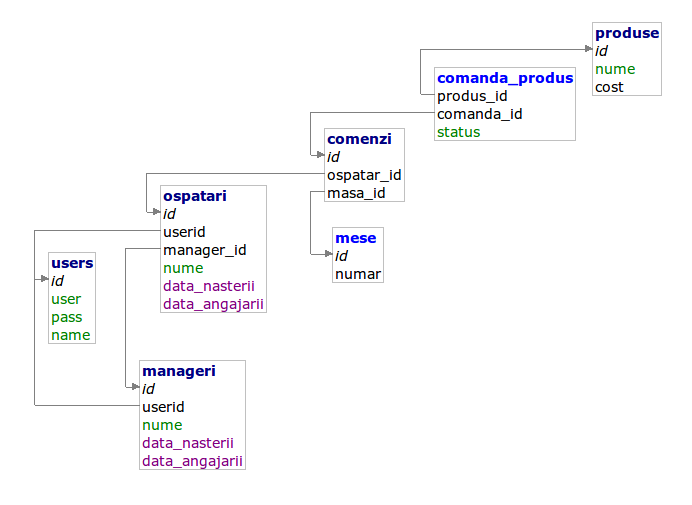 produse
id
nume
cost
comanda_produs
produs_id
comanda_id
status
comenzi
id
ospatar_id
masa_id
ospatari
id
userid
manager_id
nume
data_nasterii
data_angajarii
mese
id
numar
users
id
user
pass
name
manageri
id
userid
nume
data_nasterii
data_angajarii